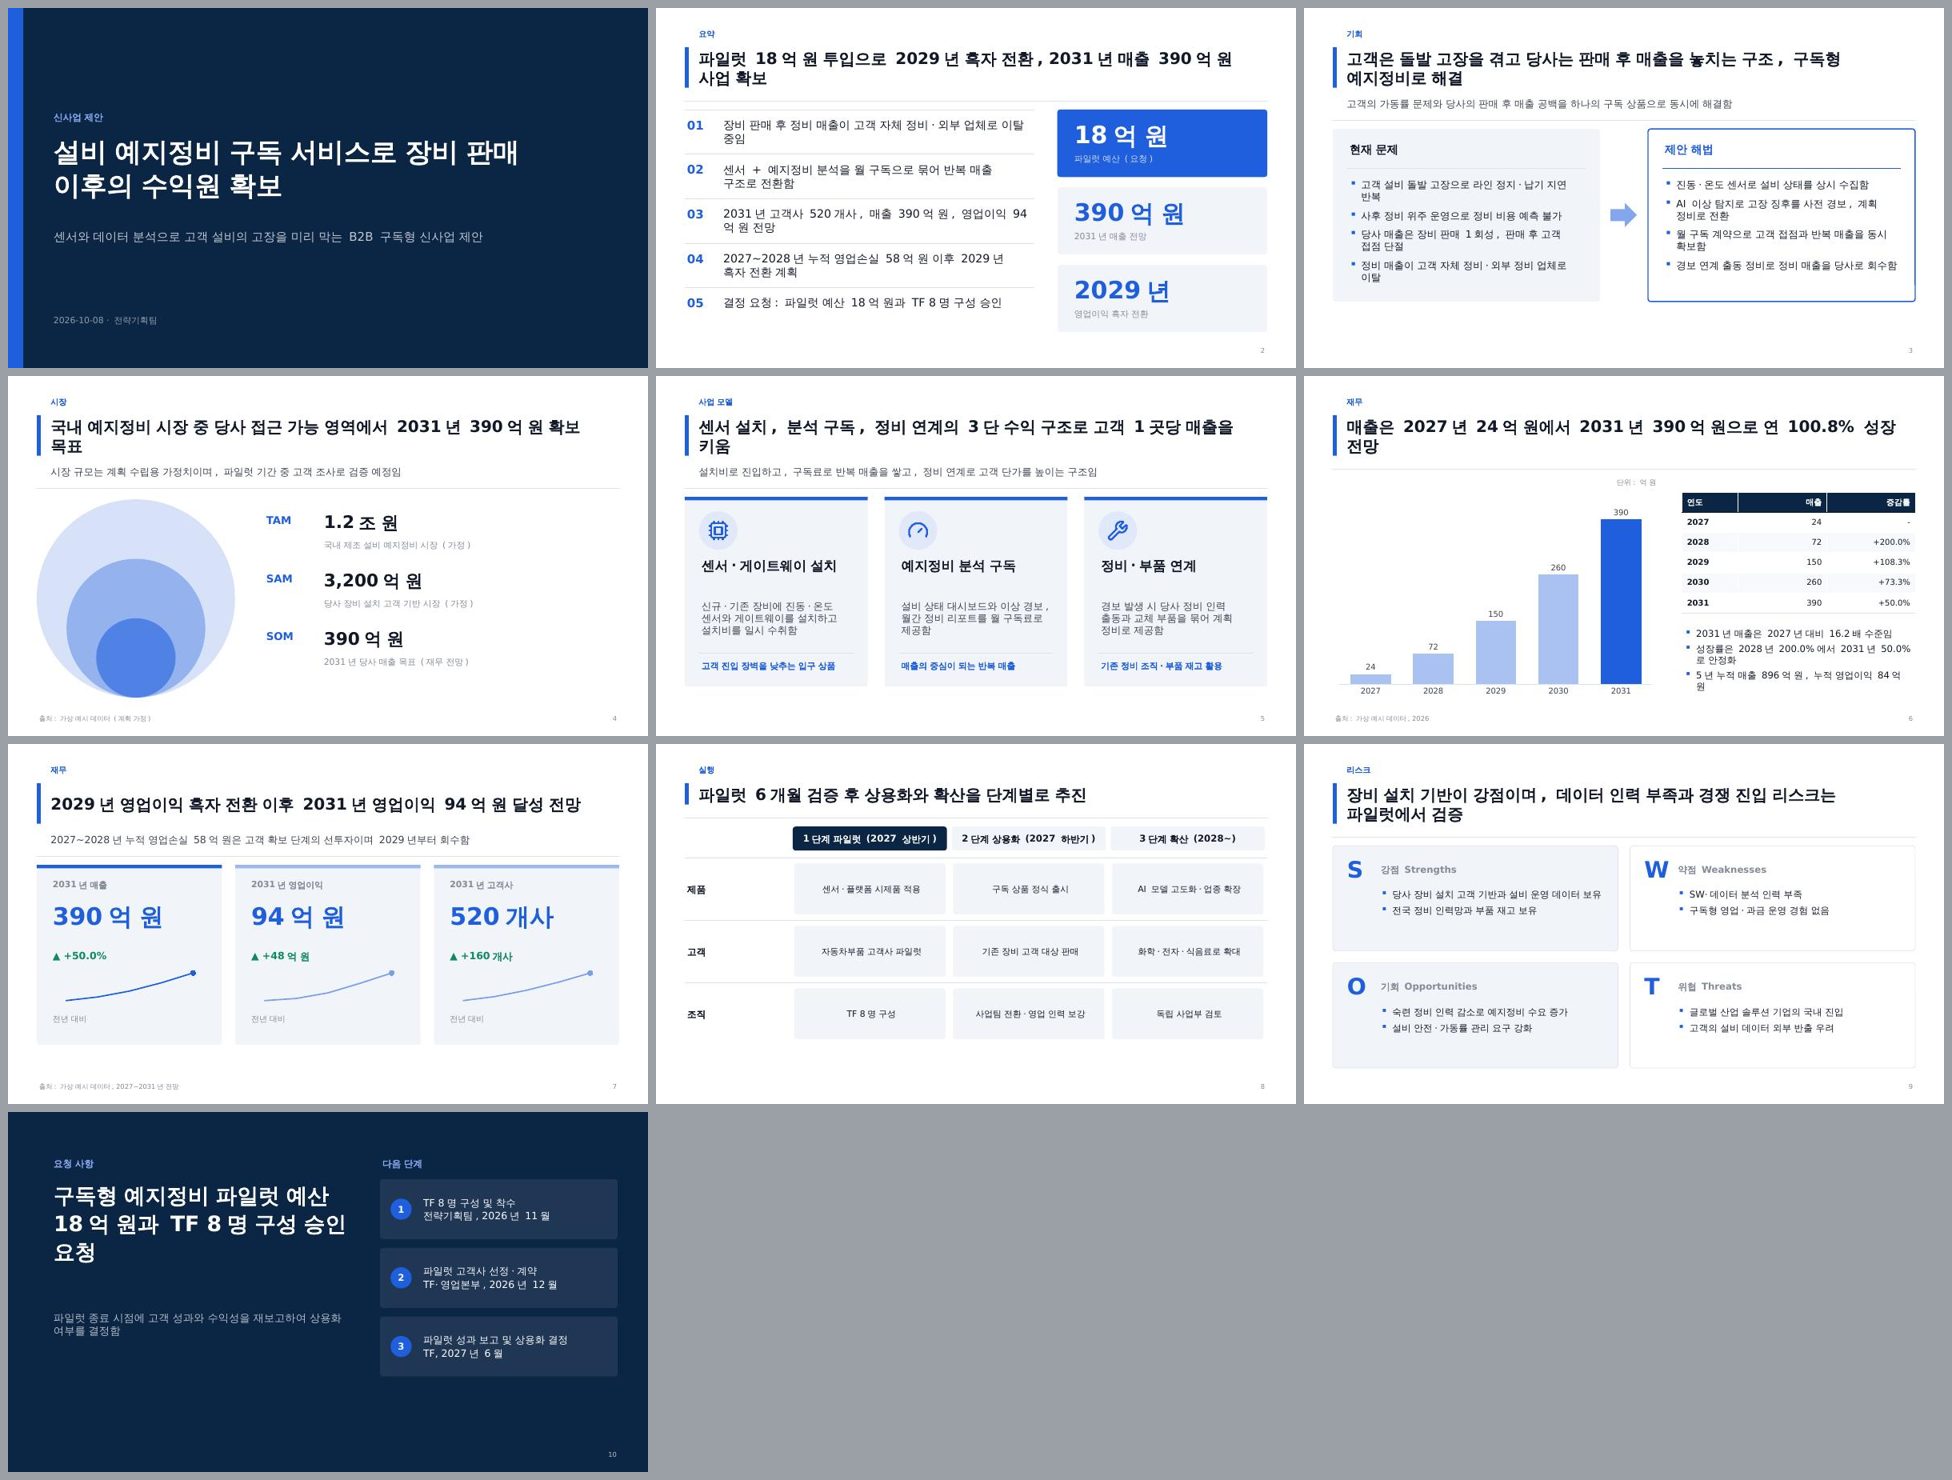 신사업 제안
설비 예지정비 구독 서비스로 장비 판매
이후의 수익원 확보
센서와 데이터 분석으로 고객 설비의 고장을 미리 막는 B2B 구독형 신사업 제안
2026-10-08 · 전략기획팀
요약
파일럿 18억 원 투입으로 2029년 흑자 전환, 2031년 매출 390억 원
사업 확보
01 장비 판매 후 정비 매출이 고객 자체 정비·외부 업체로 이탈
중임
02 센서 + 예지정비 분석을 월 구독으로 묶어 반복 매출
구조로 전환함
03 2031년 고객사 520개사, 매출 390억 원, 영업이익 94
억 원 전망
04 2027~2028년 누적 영업손실 58억 원 이후 2029년
흑자 전환 계획
05 결정 요청: 파일럿 예산 18억 원과 TF 8명 구성 승인
18억 원
파일럿 예산 (요청)
390억 원
2031년 매출 전망
2029년
영업이익 흑자 전환
2
기회
고객은 돌발 고장을 겪고 당사는 판매 후 매출을 놓치는 구조, 구독형
예지정비로 해결
고객의 가동률 문제와 당사의 판매 후 매출 공백을 하나의 구독 상품으로 동시에 해결함
현재 문제
고객 설비 돌발 고장으로 라인 정지·납기 지연
반복
사후 정비 위주 운영으로 정비 비용 예측 불가
당사 매출은 장비 판매 1회성, 판매 후 고객
접점 단절
정비 매출이 고객 자체 정비·외부 정비 업체로
이탈
제안 해법
진동·온도 센서로 설비 상태를 상시 수집함
AI 이상 탐지로 고장 징후를 사전 경보, 계획
정비로 전환
월 구독 계약으로 고객 접점과 반복 매출을 동시
확보함
경보 연계 출동 정비로 정비 매출을 당사로 회수함
3
시장
국내 예지정비 시장 중 당사 접근 가능 영역에서 2031년 390억 원 확보
목표
시장 규모는 계획 수립용 가정치이며, 파일럿 기간 중 고객 조사로 검증 예정임
TAM 1.2조 원
국내 제조 설비 예지정비 시장 (가정)
SAM 3,200억 원
당사 장비 설치 고객 기반 시장 (가정)
SOM 390억 원
2031년 당사 매출 목표 (재무 전망)
출처: 가상 예시 데이터 (계획 가정)
4
사업 모델
센서 설치, 분석 구독, 정비 연계의 3단 수익 구조로 고객 1곳당 매출을
키움
설치비로 진입하고, 구독료로 반복 매출을 쌓고, 정비 연계로 고객 단가를 높이는 구조임
센서·게이트웨이 설치
신규·기존 장비에 진동·온도
센서와 게이트웨이를 설치하고
설치비를 일시 수취함
고객 진입 장벽을 낮추는 입구 상품
예지정비 분석 구독
설비 상태 대시보드와 이상 경보,
월간 정비 리포트를 월 구독료로
제공함
매출의 중심이 되는 반복 매출
정비·부품 연계
경보 발생 시 당사 정비 인력
출동과 교체 부품을 묶어 계획
정비로 제공함
기존 정비 조직·부품 재고 활용
5
재무
매출은 2027년 24억 원에서 2031년 390억 원으로 연 100.8% 성장
전망
단위: 억 원
24
72
150
260
390
2027 2028 2029 2030 2031
연도 매출 증감률
2027 24 -
2028 72 +200.0%
2029 150 +108.3%
2030 260 +73.3%
2031 390 +50.0%
2031년 매출은 2027년 대비 16.2배 수준임
성장률은 2028년 200.0%에서 2031년 50.0%
로 안정화
5년 누적 매출 896억 원, 누적 영업이익 84억
원
출처: 가상 예시 데이터, 2026
6
재무
2029년 영업이익 흑자 전환 이후 2031년 영업이익 94억 원 달성 전망
2027~2028년 누적 영업손실 58억 원은 고객 확보 단계의 선투자이며 2029년부터 회수함
2031년 매출
390억 원
▲ +50.0%
전년 대비
2031년 영업이익
94억 원
▲ +48억 원
전년 대비
2031년 고객사
520개사
▲ +160개사
전년 대비
출처: 가상 예시 데이터, 2027~2031년 전망
7
실행
파일럿 6개월 검증 후 상용화와 확산을 단계별로 추진
1단계 파일럿 (2027 상반기) 2단계 상용화 (2027 하반기) 3단계 확산 (2028~)
제품 센서·플랫폼 시제품 적용 구독 상품 정식 출시 AI 모델 고도화·업종 확장
고객 자동차부품 고객사 파일럿 기존 장비 고객 대상 판매 화학·전자·식음료로 확대
조직 TF 8명 구성 사업팀 전환·영업 인력 보강 독립 사업부 검토
8
리스크
장비 설치 기반이 강점이며, 데이터 인력 부족과 경쟁 진입 리스크는
파일럿에서 검증
S 강점 Strengths
당사 장비 설치 고객 기반과 설비 운영 데이터 보유
전국 정비 인력망과 부품 재고 보유
W 약점 Weaknesses
SW·데이터 분석 인력 부족
구독형 영업·과금 운영 경험 없음
O 기회 Opportunities
숙련 정비 인력 감소로 예지정비 수요 증가
설비 안전·가동률 관리 요구 강화
T 위협 Threats
글로벌 산업 솔루션 기업의 국내 진입
고객의 설비 데이터 외부 반출 우려
9
요청 사항
구독형 예지정비 파일럿 예산
18억 원과 TF 8명 구성 승인
요청
파일럿 종료 시점에 고객 성과와 수익성을 재보고하여 상용화
여부를 결정함
다음 단계
1 TF 8명 구성 및 착수
전략기획팀, 2026년 11월
2 파일럿 고객사 선정·계약
TF·영업본부, 2026년 12월
3 파일럿 성과 보고 및 상용화 결정
TF, 2027년 6월
10